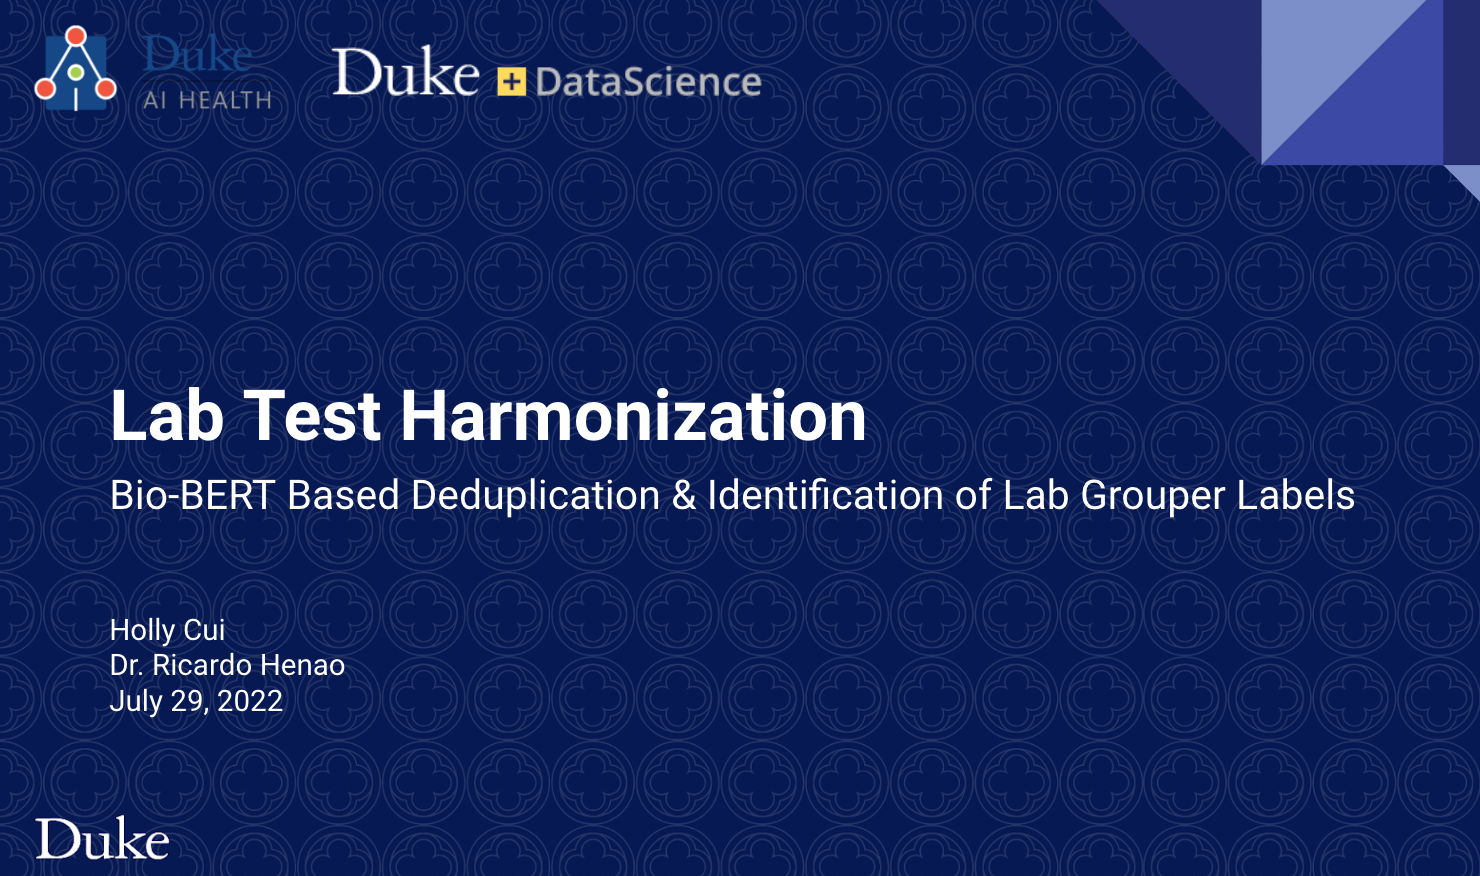 Duke
AI HEALTH
Duke + DataScience
Lab Test Harmonization
Bio-BERT Based Deduplication & Identification of Lab Grouper Labels
Holly Cui
Dr. Ricardo Henao
July 29, 2022
Duke